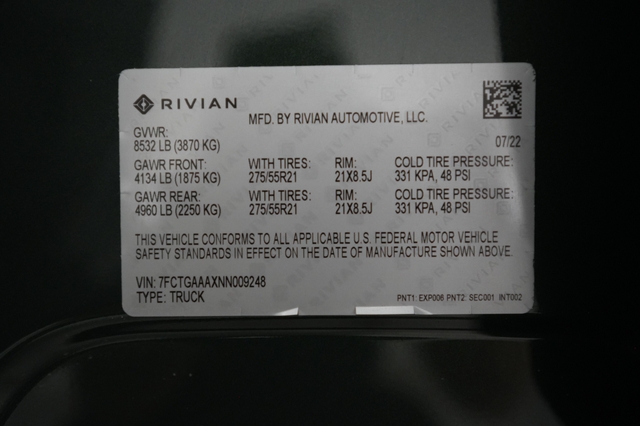 RIVIAN
MFD. BY RIVIAN AUTOMOTIVE, LLC.
GVWR:
8532 LB (3870 KG) 07/22
GAWR FRONT: WITH TIRES: RIM: COLD TIRE PRESSURE:
4134 LB (1875 KG) 275/55R21 21X8.5J 331 KPA, 48 PSI
GAWR REAR: WITH TIRES: RIM: COLD TIRE PRESSURE:
4960 LB (2250 KG) 275/55R21 21X8.5J 331 KPA, 48 PSI
THIS VEHICLE CONFORMS TO ALL APPLICABLE U.S. FEDERAL MOTOR VEHICLE
SAFETY STANDARDS IN EFFECT ON THE DATE OF MANUFACTURE SHOWN ABOVE.
VIN: 7FCTGAAAXNN009248
TYPE: TRUCK PNT1: EXP006 PNT2: SEC001 INT002